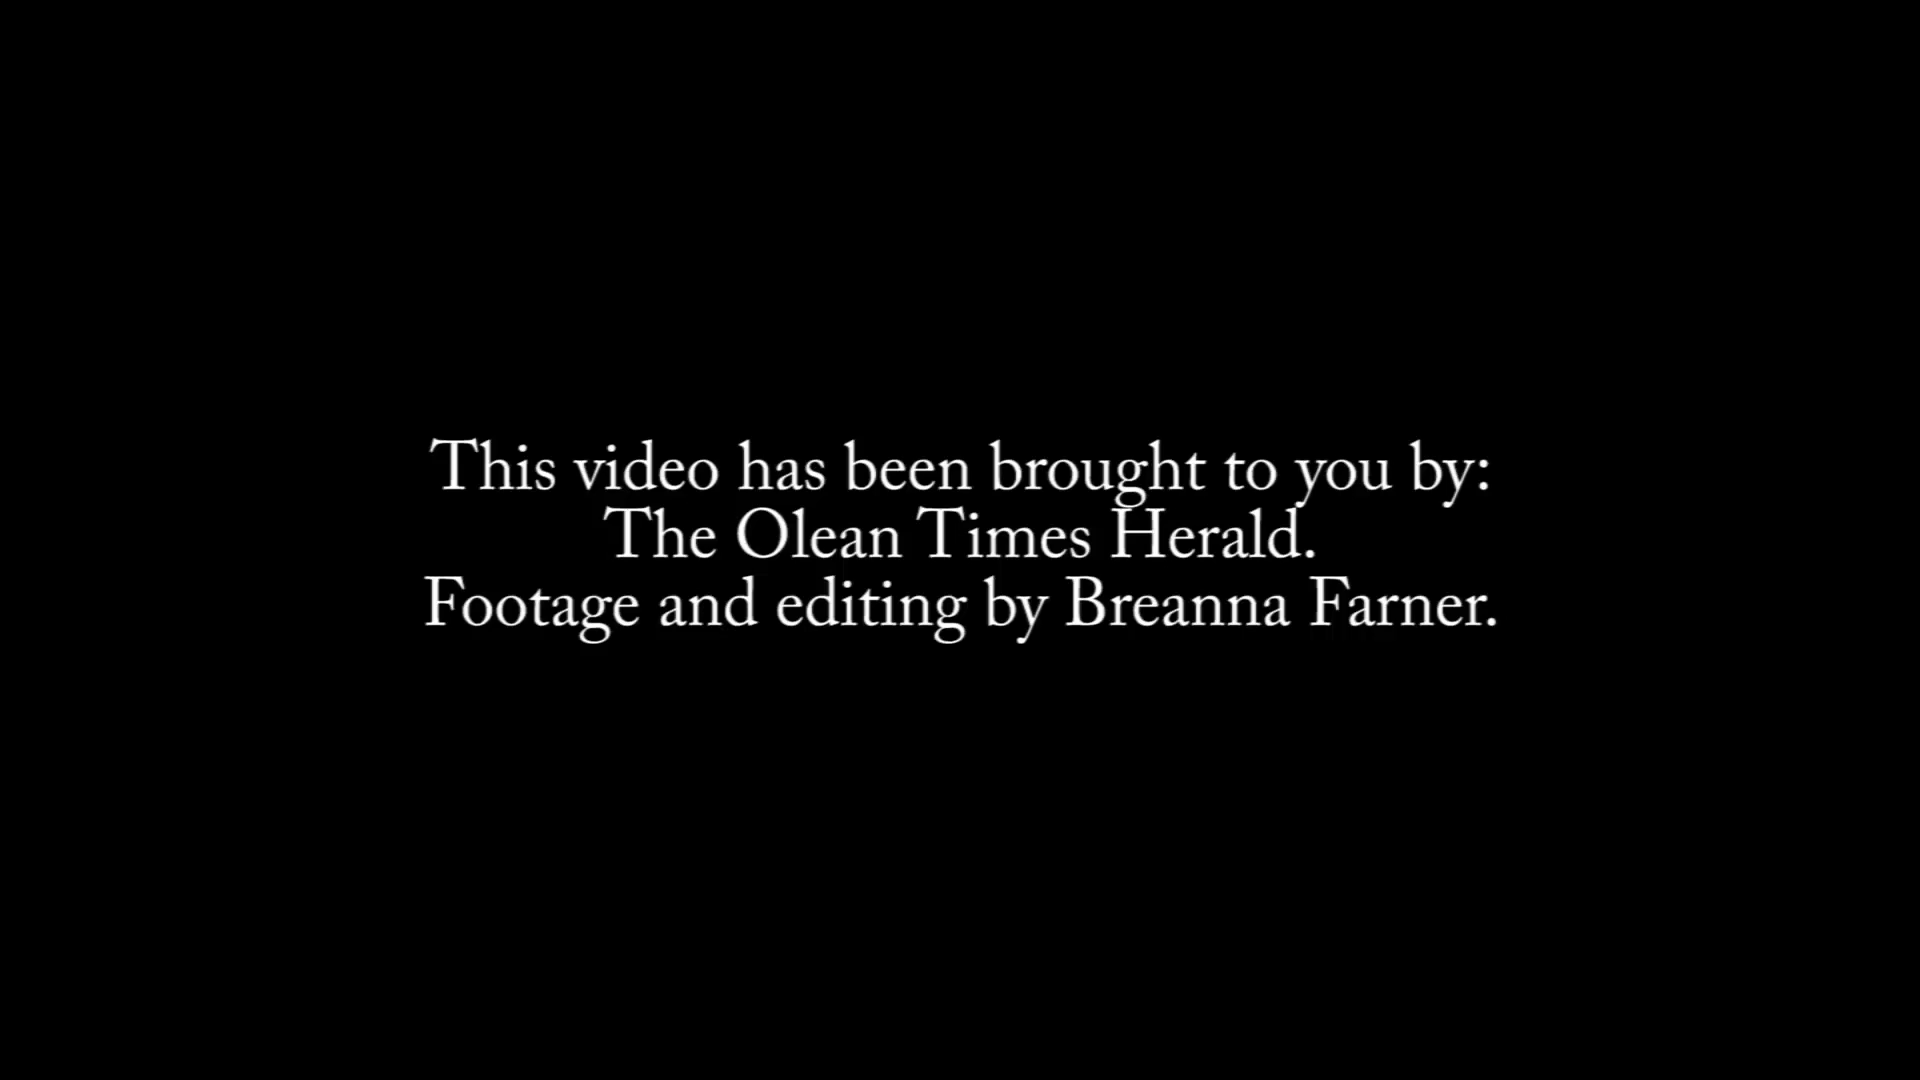 This video has been brought to you by:
The Olean Times Herald.
Footage and editing by Breanna Farner.